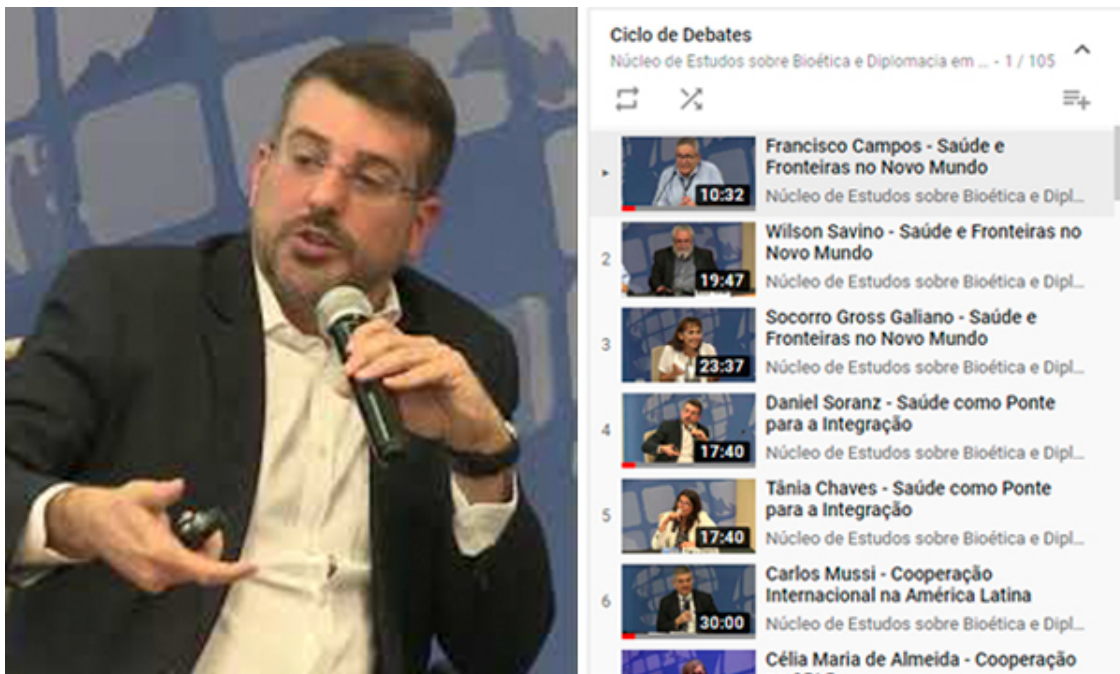 Ciclo de Debates
Núcleo de Estudos sobre Bioética e Diplomacia em ... - 1 / 105
Francisco Campos - Saúde e
Fronteiras no Novo Mundo
10:32
Núcleo de Estudos sobre Bioética e Dipl...
2
Wilson Savino - Saúde e Fronteiras no
Novo Mundo
19:47
Núcleo de Estudos sobre Bioética e Dipl...
3
Socorro Gross Galiano - Saúde e
Fronteiras no Novo Mundo
23:37
Núcleo de Estudos sobre Bioética e Dipl...
4
Daniel Soranz - Saúde como Ponte
para a Integração
17:40
Núcleo de Estudos sobre Bioética e Dipl...
5
Tânia Chaves - Saúde como Ponte
para a Integração
17:40
Núcleo de Estudos sobre Bioética e Dipl...
6
Carlos Mussi - Cooperação
Internacional na América Latina
30:00
Núcleo de Estudos sobre Bioética e Dipl...
Célia Maria de Almeida - Cooperação